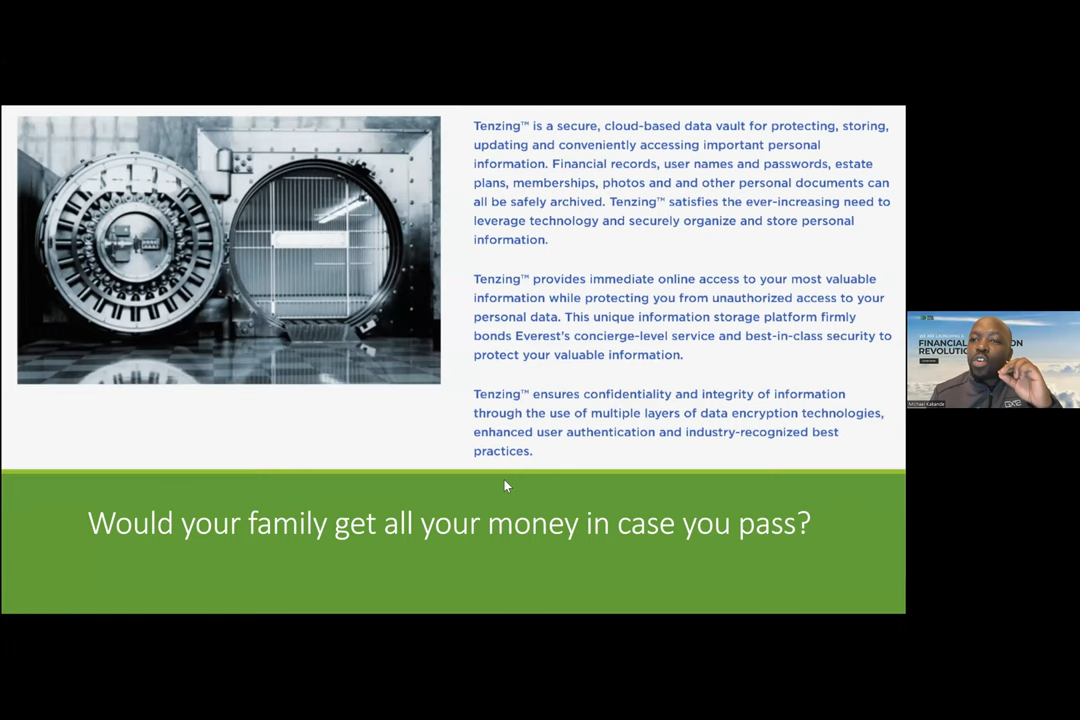 Tenzing™ is a secure, cloud-based data vault for protecting, storing,
updating and conveniently accessing important personal
information. Financial records, user names and passwords, estate
plans, memberships, photos and and other personal documents can
all be safely archived. Tenzing™ satisfies the ever-increasing need to
leverage technology and securely organize and store personal
information.
Tenzing™ provides immediate online access to your most valuable
information while protecting you from unauthorized access to your
personal data. This unique information storage platform firmly
bonds Everest's concierge-level service and best-in-class security to
protect your valuable information.
Tenzing™ ensures confidentiality and integrity of information
through the use of multiple layers of data encryption technologies,
enhanced user authentication and industry-recognized best
practices.
Would your family get all your money in case you pass?
FINANCIAL ON
REVOLUTIO
Michael Kakande